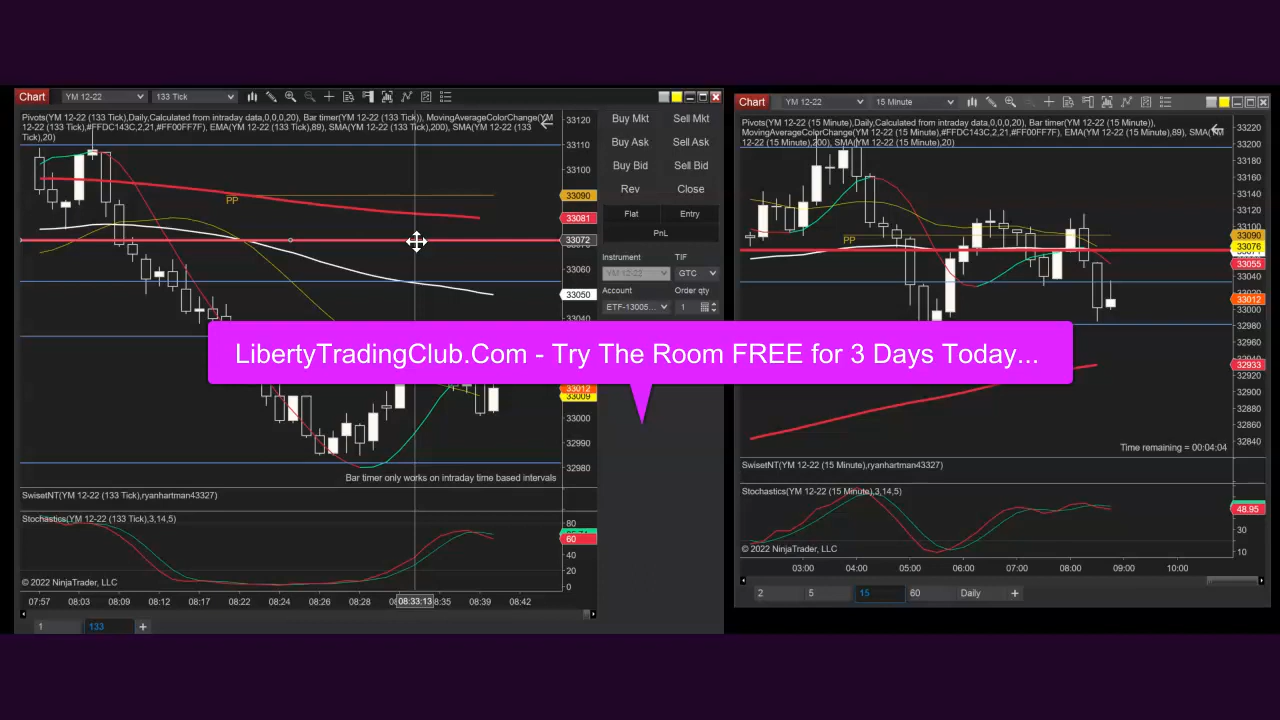 Chart
YM 12-22
133 Tick
Pivots(YM 12-22 (133 Tick),Daily,Calculated from intraday data,0,0,0,20), Bar timer(YM 12-22 (133 Tick)), MovingAverageColorChange(YM
12-22 (133 Tick),#FFDC143C,2,21,#FF00FF7F), EMA(YM 12-22 (133 Tick),89), SMA(YM 12-22 (133 Tick),200), SMA(YM 12-22 (133
Tick),20)
PP
33120
33110
33090
33081
33072
33060
33050
33040
33012
33009
33000
32990
32980
Bar timer only works on intraday time based intervals
SwisetNT(YM 12-22 (133 Tick),ryanhartman43327)
Stochastics(YM 12-22 (133 Tick),3,14,5)
80
60
40
20
0
© 2022 NinjaTrader, LLC
07:57
08:03
08:09
08:12
08:17
08:22
08:24
08:26
08:28
08:33:13
08:39
08:42
1
133
+
Buy Mkt
Sell Mkt
Buy Ask
Sell Ask
Buy Bid
Sell Bid
Rev
Close
Flat
Entry
PnL
Instrument
TIF
YM 12-22
GTC
Account
Order qty
ETF-13005...
1
LibertyTradingClub.Com - Try The Room FREE for 3 Days Today...
Chart
YM 12-22
15 Minute
Pivots(YM 12-22 (15 Minute),Daily,Calculated from intraday data,0,0,0,20), Bar timer(YM 12-22 (15 Minute)),
MovingAverageColorChange(YM 12-22 (15 Minute),#FFDC143C,2,21,#FF00FF7F), EMA(YM 12-22 (15 Minute),89), SMA(YM
12-22 (15 Minute),200), SMA(YM 12-22 (15 Minute),20)
PP
33220
33200
33180
33160
33140
33120
33100
33090
33076
33055
33040
33012
32980
32960
32933
32920
32900
32880
32860
32840
Time remaining = 00:04:04
SwisetNT(YM 12-22 (15 Minute),ryanhartman43327)
Stochastics(YM 12-22 (15 Minute),3,14,5)
48.95
30
10
© 2022 NinjaTrader, LLC
03:00
04:00
05:00
06:00
07:00
08:00
09:00
10:00
2
5
15
60
Daily
+